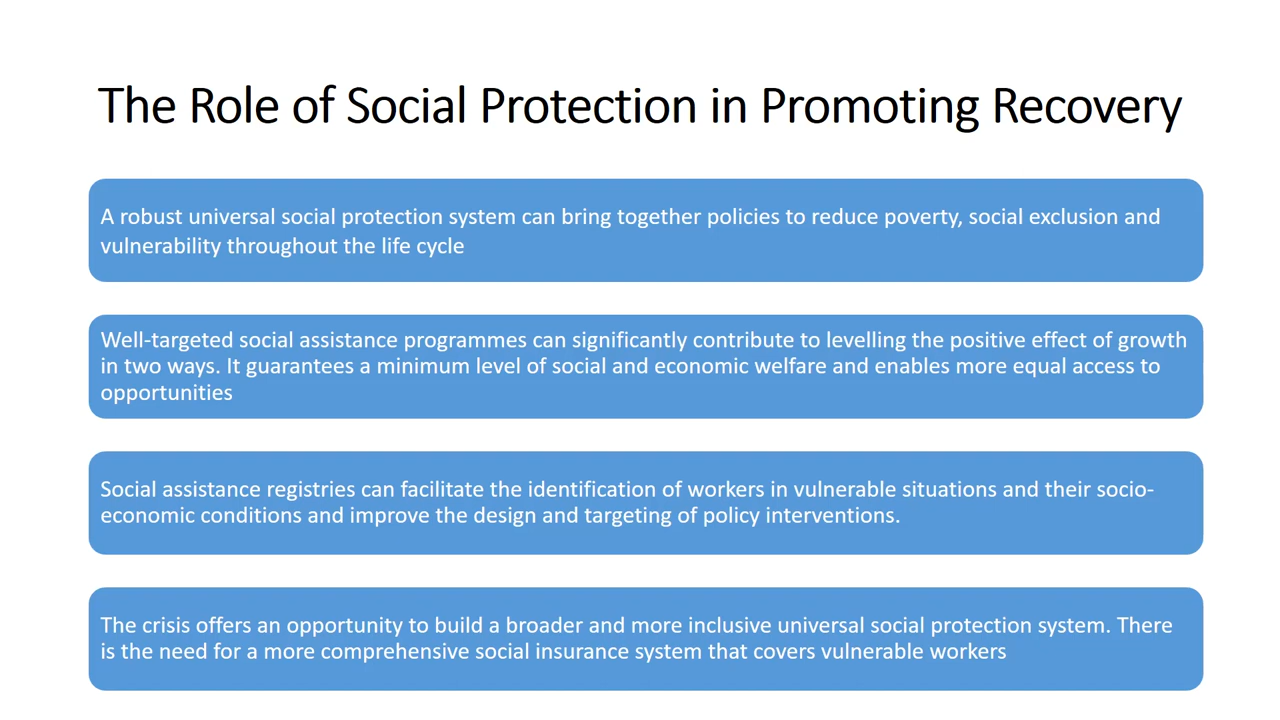 The Role of Social Protection in Promoting Recovery
A robust universal social protection system can bring together policies to reduce poverty, social exclusion and
vulnerability throughout the life cycle
Well-targeted social assistance programmes can significantly contribute to levelling the positive effect of growth
in two ways. It guarantees a minimum level of social and economic welfare and enables more equal access to
opportunities
Social assistance registries can facilitate the identification of workers in vulnerable situations and their socio-
economic conditions and improve the design and targeting of policy interventions.
The crisis offers an opportunity to build a broader and more inclusive universal social protection system. There
is the need for a more comprehensive social insurance system that covers vulnerable workers